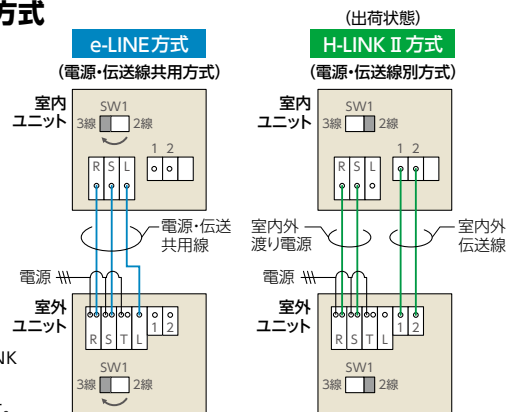 方式
e-LINE方式
(電源・伝送線共用方式)
室内
ユニット
SW1
3線 2線
R S L
1 2
電源・伝送
共用線
電源
室外
ユニット
R S T L
1 2
SW1
3線 2線
(出荷状態)
H-LINK Ⅱ 方式
(電源・伝送線別方式)
室内
ユニット
SW1
3線 2線
R S L
1 2
室内外
渡り電源
室内外
伝送線
電源
室外
ユニット
R S T L
1 2
SW1
3線 2線
NK